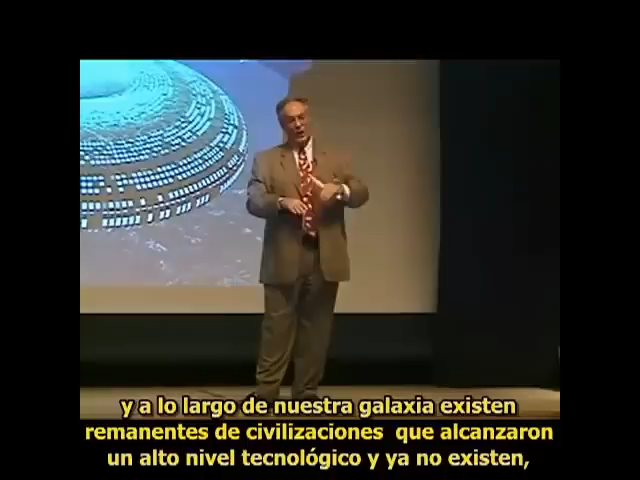 y a lo largo de nuestra galaxia existen
remanentes de civilizaciones que alcanzaron
un alto nivel tecnológico y ya no existen,